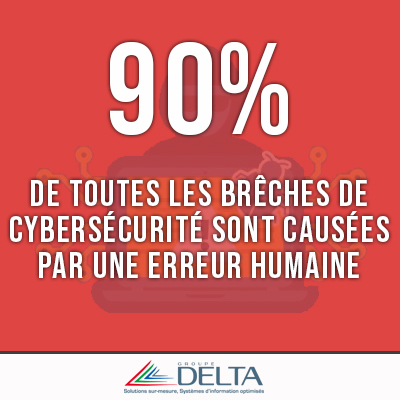 90%
DE TOUTES LES BRÊCHES DE
CYBERSÉCURITÉ SONT CAUSÉES
PAR UNE ERREUR HUMAINE
GROUPE
DELTA
Solutions sur-mesure, Systèmes d'information optimisés